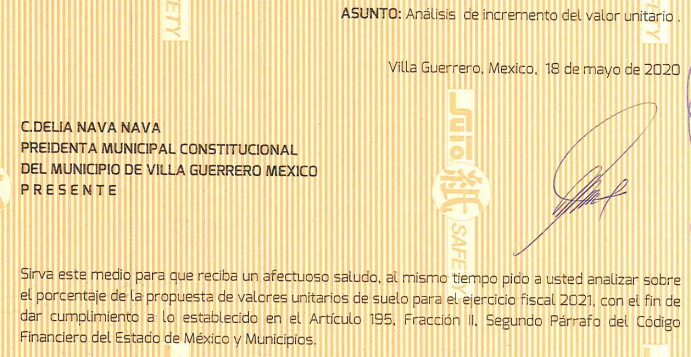 ASUNTO: Análisis de incremento del valor unitario .
Villa Guerrero, Mexico, 18 de mayo de 2020
C.DELIA NAVA NAVA
PREIDENTA MUNICIPAL CONSTITUCIONAL
DEL MUNICIPIO DE VILLA GUERRERO MEXICO
P R E S E N T E
SAFETY
Sirva este medio para que reciba un afectuoso saludo, al mismo tiempo pido a usted analizar sobre
el porcentaje de la propuesta de valores unitarios de suelo para el ejercicio fiscal 2021, con el fin de
dar cumplimiento a lo establecido en el Artículo 195, Fracción II, Segundo Párrafo del Código
Financiero del Estado de México y Municipios.